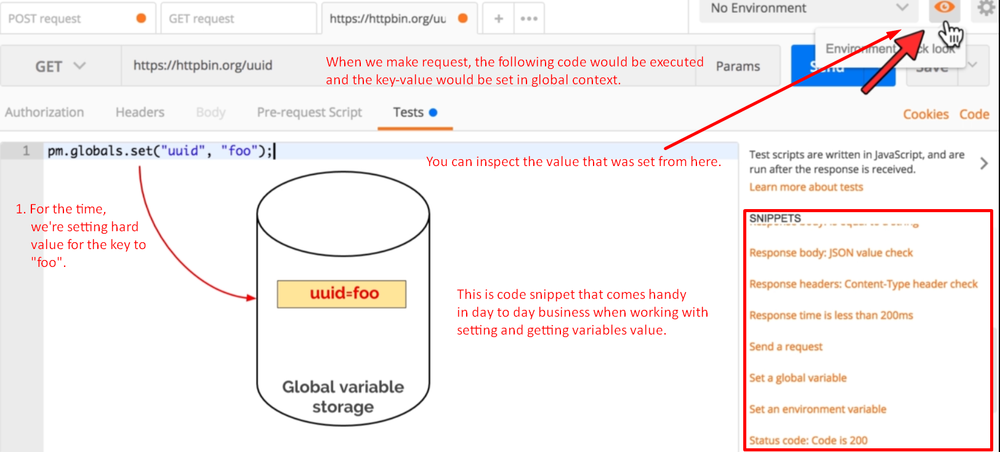 POST request
GET request
https://httpbin.org/uu
+
•••
No Environment
GET
https://httpbin.org/uuid
When we make request, the following code would be executed
and the key-value would be set in global context.
Params
Environment
look
Send
Save
Authorization
Headers
Body
Pre-request Script
Tests
Cookies
Code
1
pm.globals.set("uuid", "foo");
You can inspect the value that was set from here.
Test scripts are written in JavaScript, and are
run after the response is received.
Learn more about tests
1. For the time,
we're setting hard
value for the key to
"foo".
uuid=foo
Global variable
storage
This is code snippet that comes handy
in day to day business when working with
setting and getting variables value.
SNIPPETS
Response body: is equal to a string
Response body: JSON value check
Response headers: Content-Type header check
Response time is less than 200ms
Send a request
Set a global variable
Set an environment variable
Status code: Code is 200